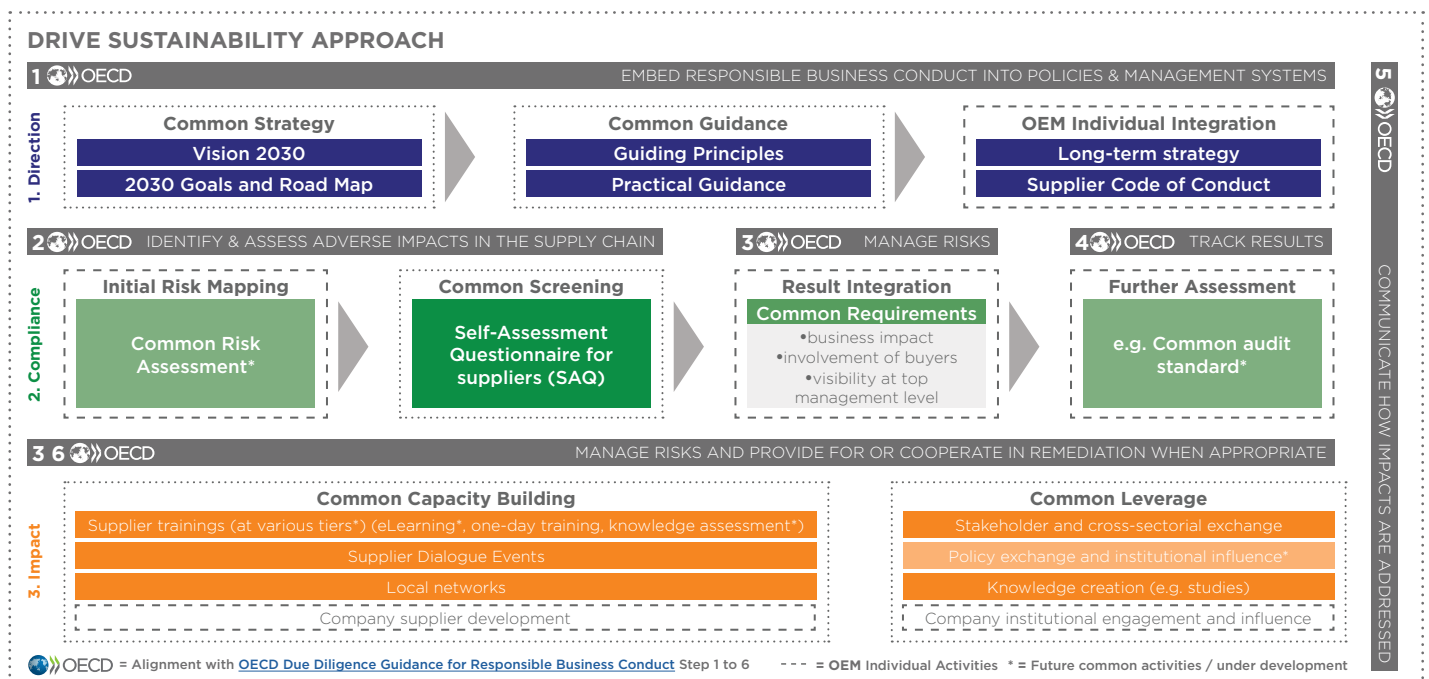 DRIVE SUSTAINABILITY APPROACH
1 OECD EMBED RESPONSIBLE BUSINESS CONDUCT INTO POLICIES & MANAGEMENT SYSTEMS
1. Direction
Common Strategy
Vision 2030
2030 Goals and Road Map
Common Guidance
Guiding Principles
Practical Guidance
OEM Individual Integration
Long-term strategy
Supplier Code of Conduct
2 OECD IDENTIFY & ASSESS ADVERSE IMPACTS IN THE SUPPLY CHAIN
3 OECD MANAGE RISKS
4 OECD TRACK RESULTS
2. Compliance
Initial Risk Mapping
Common Risk
Assessment*
Common Screening
Self-Assessment
Questionnaire for
suppliers (SAQ)
Result Integration
Common Requirements
•business impact
•involvement of buyers
•visibility at top
management level
Further Assessment
e.g. Common audit
standard*
3 6 OECD MANAGE RISKS AND PROVIDE FOR OR COOPERATE IN REMEDIATION WHEN APPROPRIATE
3. Impact
Common Capacity Building
Supplier trainings (at various tiers*) (eLearning*, one-day training, knowledge assessment*)
Supplier Dialogue Events
Local networks
Company supplier development
Common Leverage
Stakeholder and cross-sectorial exchange
Policy exchange and institutional influence*
Knowledge creation (e.g. studies)
Company institutional engagement and influence
5 OECD COMMUNICATE HOW IMPACTS ARE ADDRESSED
OECD = Alignment with OECD Due Diligence Guidance for Responsible Business Conduct Step 1 to 6 --- = OEM Individual Activities * = Future common activities / under development